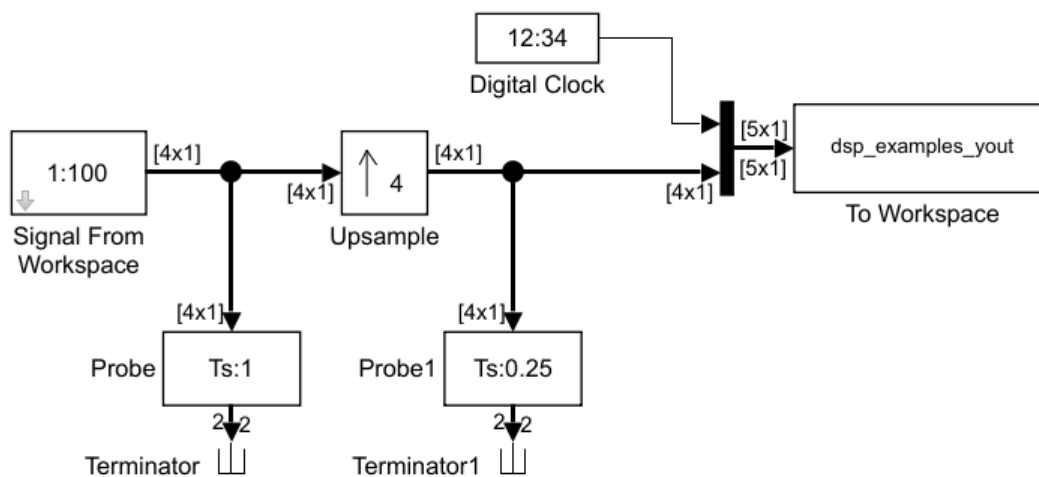 12:34
Digital Clock
[4x1]
[4x1]
[5x1]
1:100
[4x1]
4
[4x1]
[5x1]
dsp_examples_yout
Signal From
Workspace
Upsample
To Workspace
[4x1]
[4x1]
Probe
Ts:1
Probe1
Ts:0.25
2 2
2 2
Terminator
Terminator1